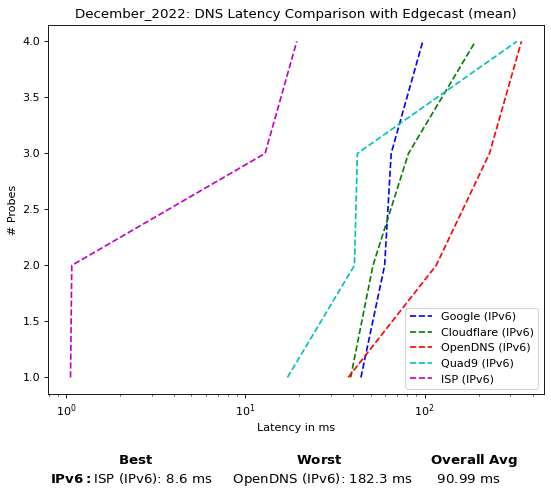 December_2022: DNS Latency Comparison with Edgecast (mean)
4.0
3.5
3.0
2.5
2.0
1.5
1.0
# Probes
Google (IPv6)
Cloudflare (IPv6)
OpenDNS (IPv6)
Quad9 (IPv6)
ISP (IPv6)
10⁰ 10¹ 10²
Latency in ms
Best Worst Overall Avg
IPv6: ISP (IPv6): 8.6 ms OpenDNS (IPv6): 182.3 ms 90.99 ms